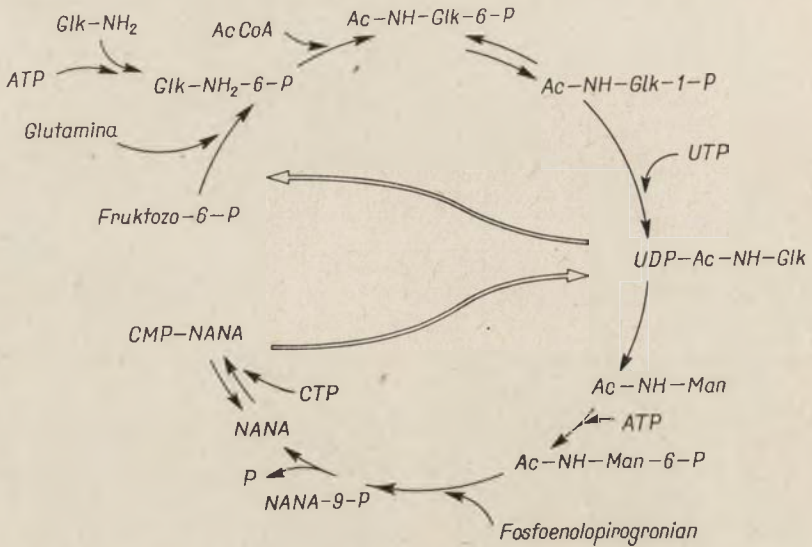 Glk-NH₂
AcCoA
Ac-NH-Glk-6-P
ATP
Glk-NH₂-6-P
Ac-NH-Glk-1-P
Glutamina
UTP
Fruktozo-6-P
UDP-Ac-NH-Glk
CMP-NANA
CTP
Ac-NH-Man
NANA
ATP
P
Ac-NH-Man-6-P
NANA-9-P
Fosfoenolopirogronian